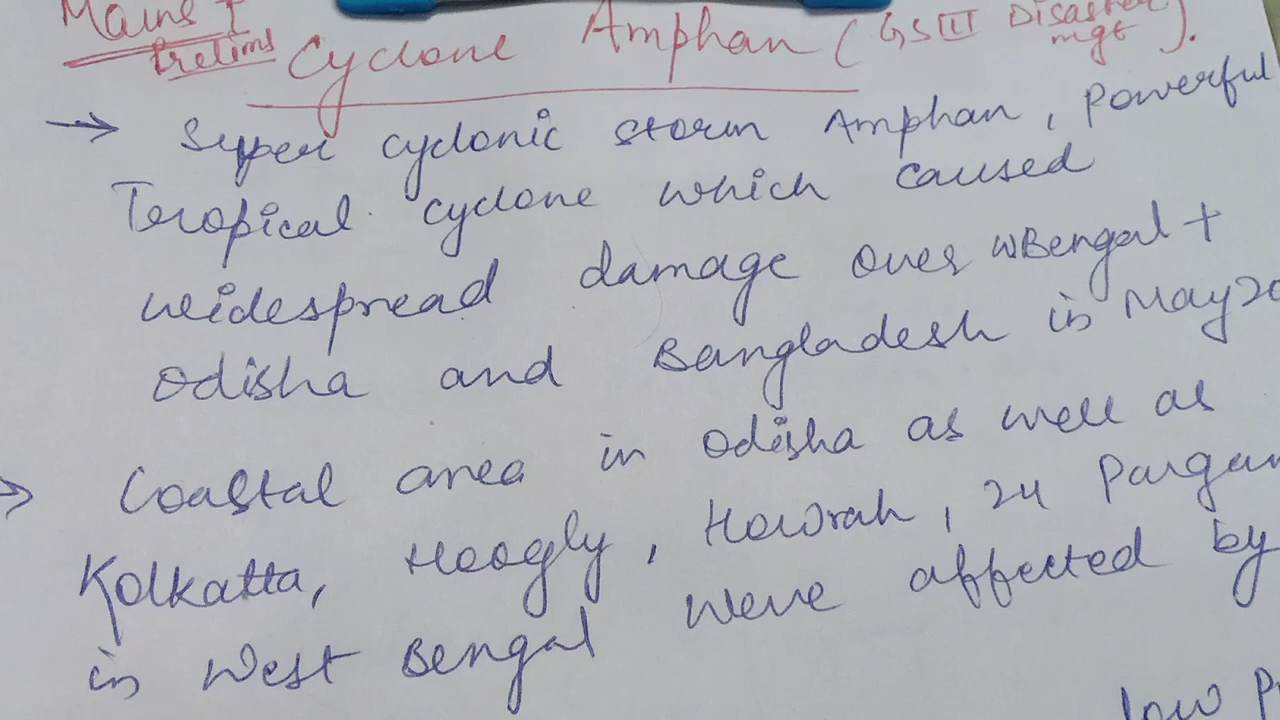 Mains +
Prelims
Cyclone Amphan (GS III Disaster mgt).
→ Super cyclonic storm Amphan, Powerful
Tropical cyclone which caused
widespread damage over WBengal +
Odisha and Bangladesh in May 20
→ Coastal area in Odisha as well as
Kolkatta, Hoogly, Howrah, 24 Pargan
in West Bengal were affected by
low